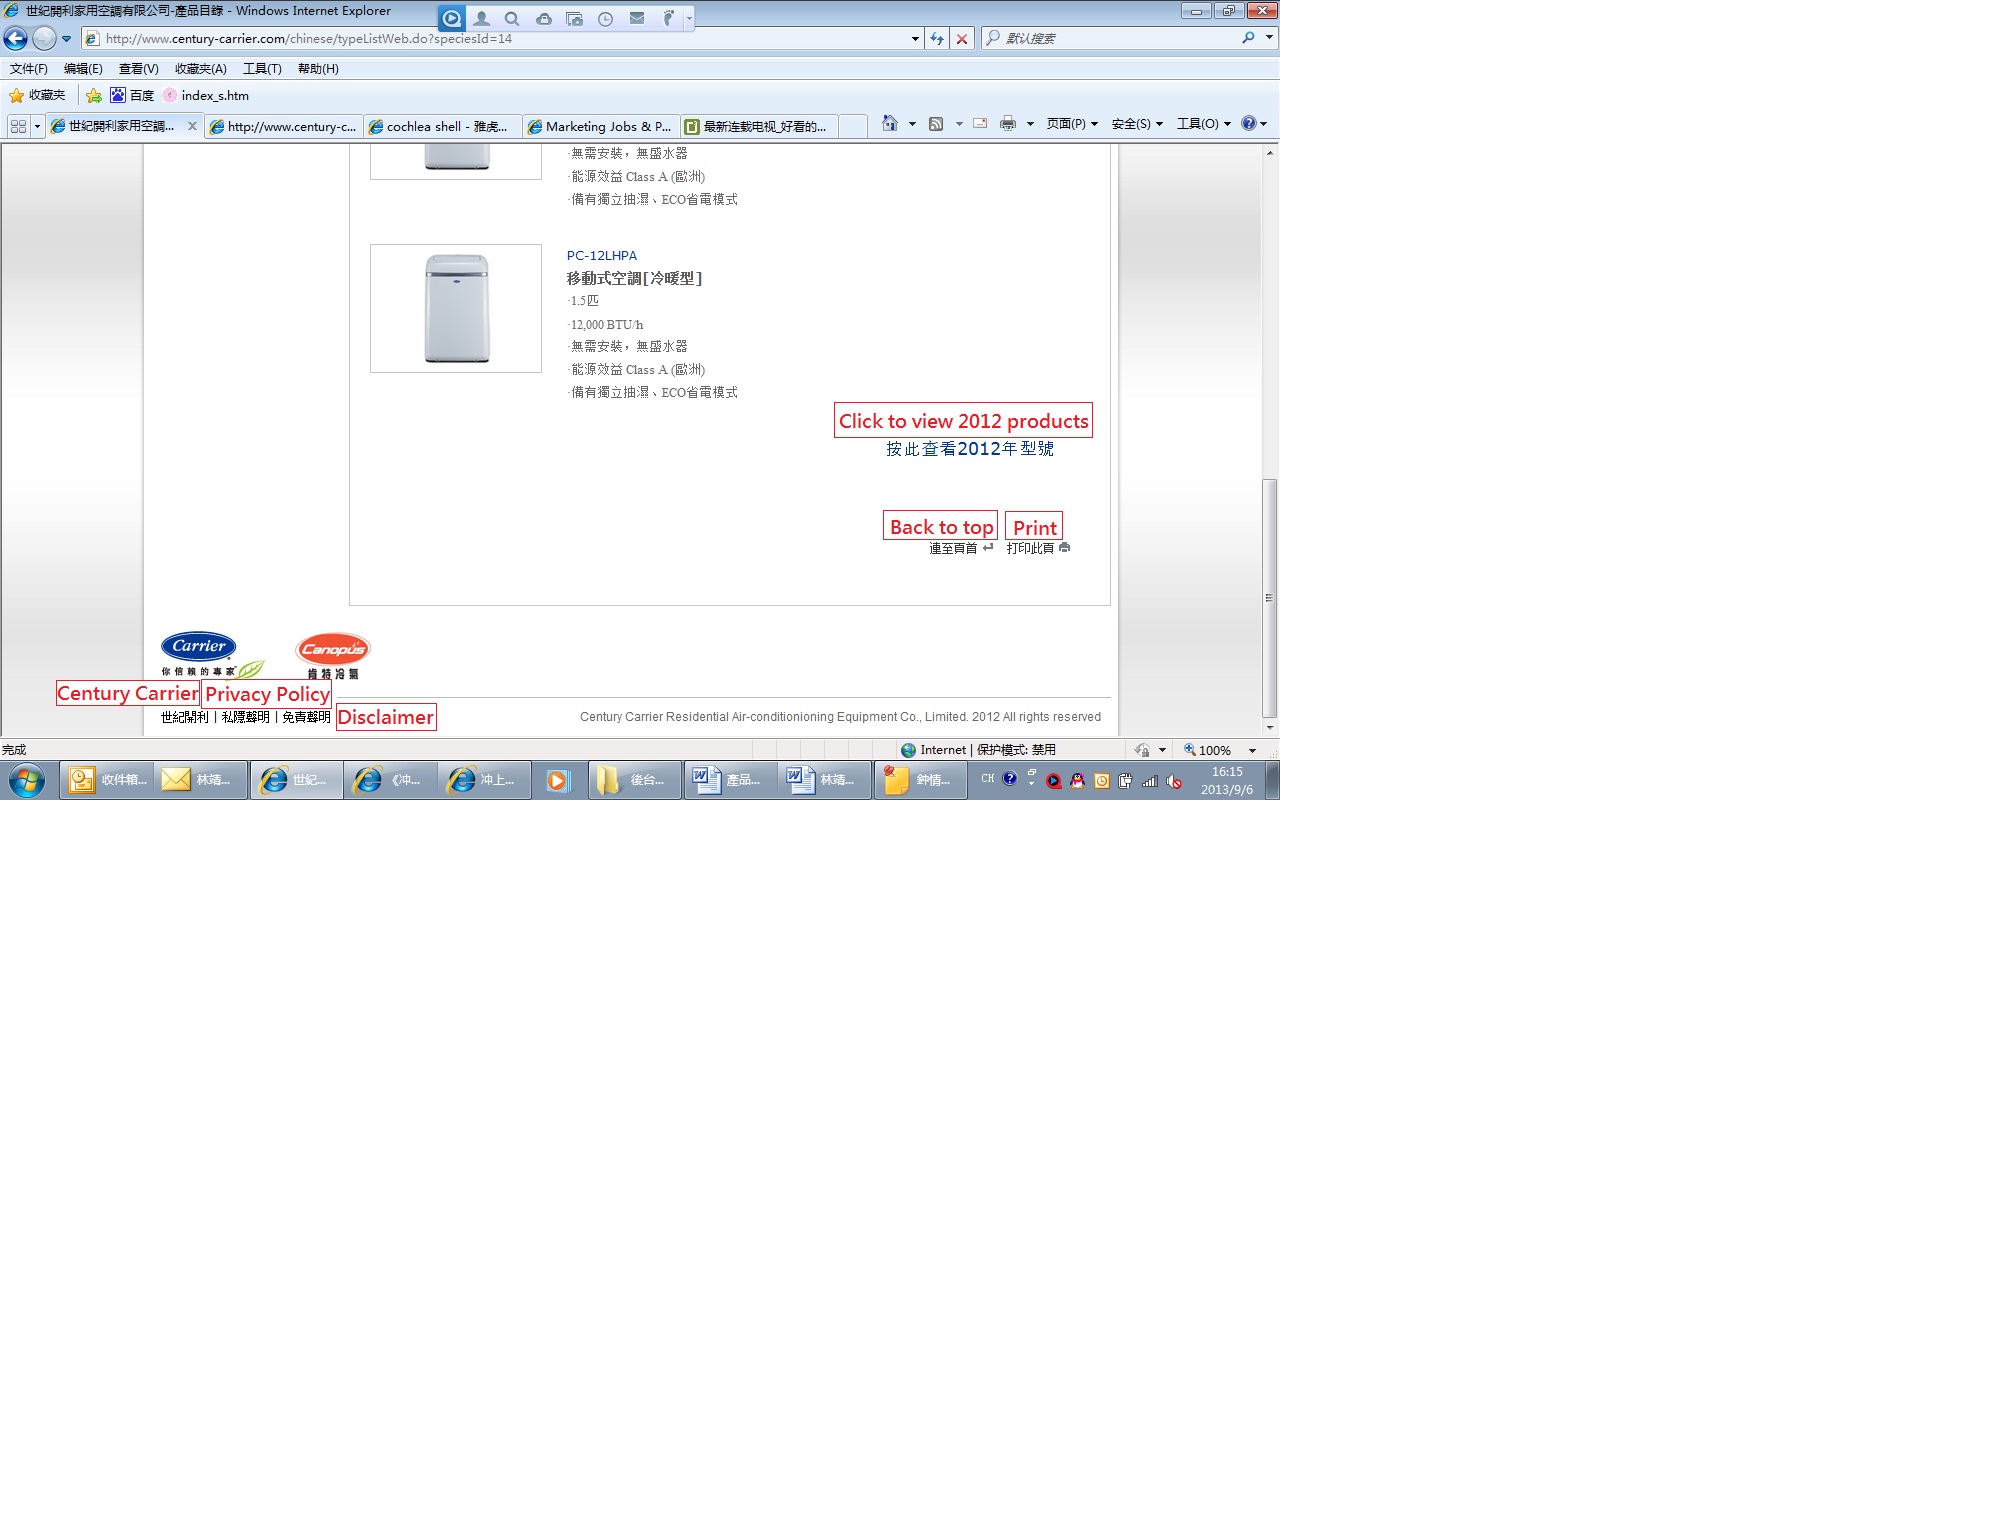 世紀開利家用空調有限公司-產品目錄 - Windows Internet Explorer
http://www.century-carrier.com/chinese/typeListWeb.do?speciesId=14
默认搜索
文件(F) 编辑(E) 查看(V) 收藏夹(A) 工具(T) 帮助(H)
收藏夹 百度 index_s.htm
世紀開利家用空調... http://www.century-c... cochlea shell - 雅虎... Marketing Jobs & P... 最新连载电视_好看的... 页面(P) 安全(S) 工具(O)
·無需安裝，無盛水器
·能源效益 Class A (歐洲)
·備有獨立抽濕、ECO省電模式
PC-12LHPA
移動式空調[冷暖型]
·1.5匹
·12,000 BTU/h
·無需安裝，無盛水器
·能源效益 Class A (歐洲)
·備有獨立抽濕、ECO省電模式
Click to view 2012 products
按此查看2012年型號
Back to top Print
連至頁首 打印此頁
Carrier
你信賴的專家
Canopus
肯特冷氣
Century Carrier Privacy Policy
世紀開利 | 私隱聲明 | 免責聲明 Disclaimer
Century Carrier Residential Air-conditionioning Equipment Co., Limited. 2012 All rights reserved
完成 Internet | 保护模式: 禁用 100%
收件箱... 林靖... 世紀... 《冲... 冲上... 後台... 產品... 林靖... 鈡情... CH 16:15
2013/9/6